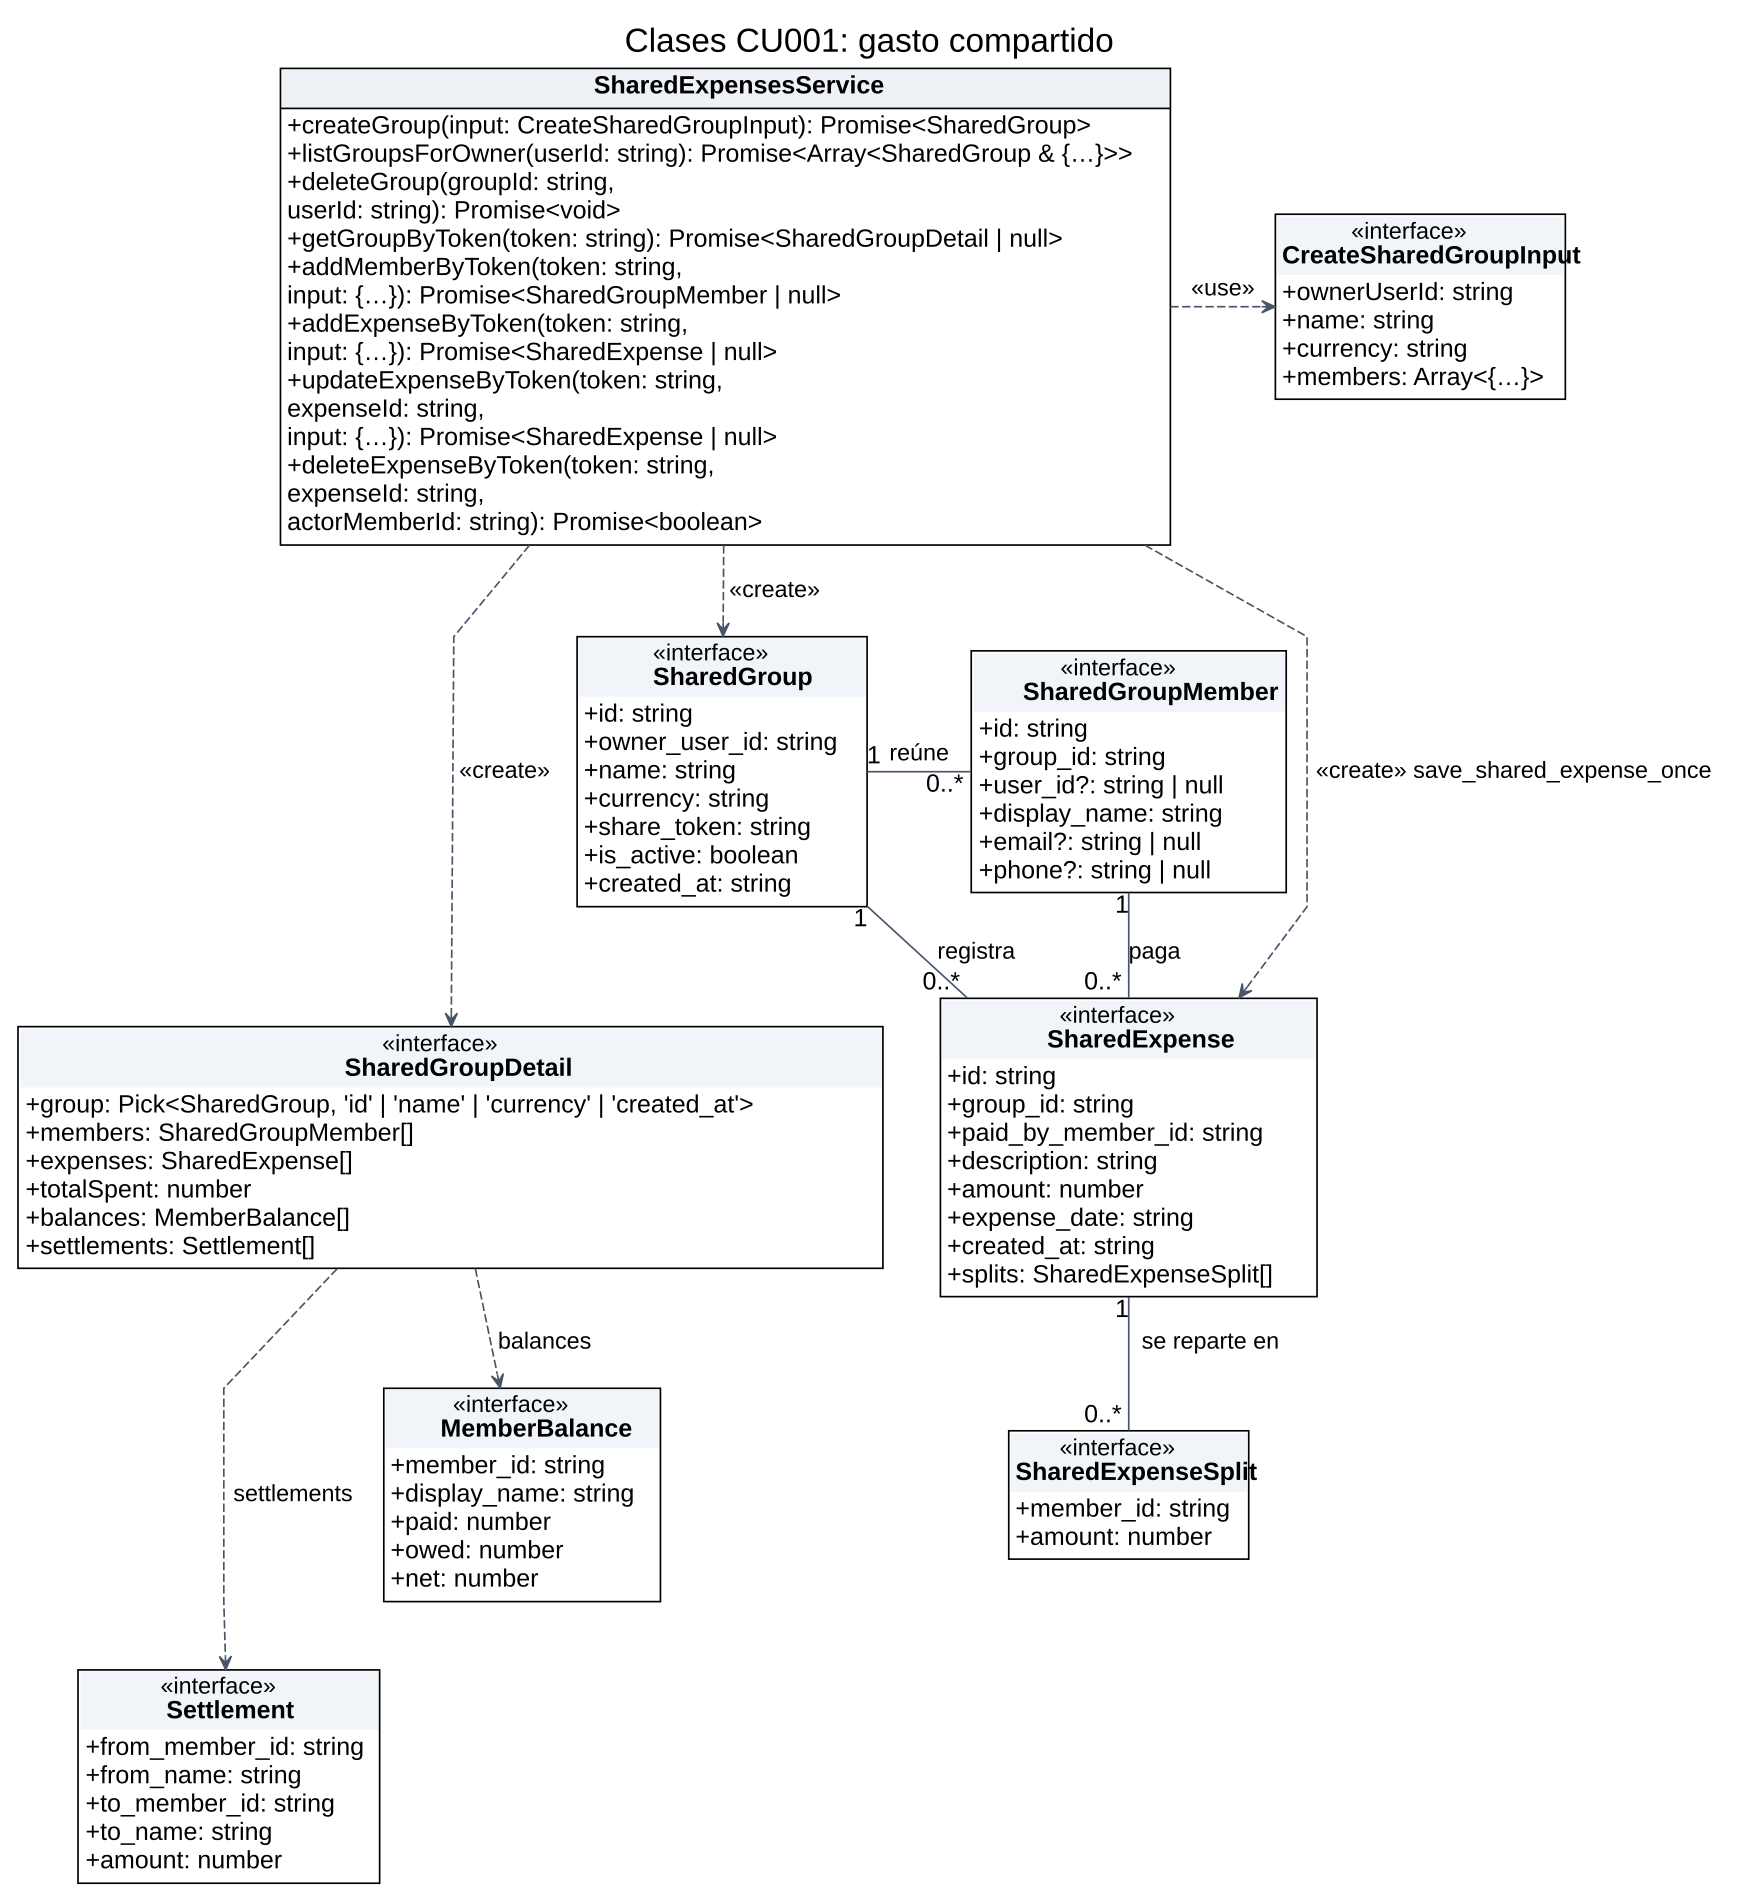 Clases CU001: gasto compartido
SharedExpensesService
+createGroup(input: CreateSharedGroupInput): Promise<SharedGroup>
+listGroupsForOwner(userId: string): Promise<Array<SharedGroup & {…}>>
+deleteGroup(groupId: string,
userId: string): Promise<void>
+getGroupByToken(token: string): Promise<SharedGroupDetail | null>
+addMemberByToken(token: string,
input: {…}): Promise<SharedGroupMember | null>
+addExpenseByToken(token: string,
input: {…}): Promise<SharedExpense | null>
+updateExpenseByToken(token: string,
expenseId: string,
input: {…}): Promise<SharedExpense | null>
+deleteExpenseByToken(token: string,
expenseId: string,
actorMemberId: string): Promise<boolean>
«use»
«interface»
CreateSharedGroupInput
+ownerUserId: string
+name: string
+currency: string
+members: Array<{…}>
«create»
«interface»
SharedGroup
+id: string
+owner_user_id: string
+name: string
+currency: string
+share_token: string
+is_active: boolean
+created_at: string
1 reúne
0..*
«interface»
SharedGroupMember
+id: string
+group_id: string
+user_id?: string | null
+display_name: string
+email?: string | null
+phone?: string | null
«create»
«create» save_shared_expense_once
1
registra
0..*
1
paga
0..*
«interface»
SharedGroupDetail
+group: Pick<SharedGroup, 'id' | 'name' | 'currency' | 'created_at'>
+members: SharedGroupMember[]
+expenses: SharedExpense[]
+totalSpent: number
+balances: MemberBalance[]
+settlements: Settlement[]
«interface»
SharedExpense
+id: string
+group_id: string
+paid_by_member_id: string
+description: string
+amount: number
+expense_date: string
+created_at: string
+splits: SharedExpenseSplit[]
balances
1
se reparte en
0..*
«interface»
MemberBalance
+member_id: string
+display_name: string
+paid: number
+owed: number
+net: number
«interface»
SharedExpenseSplit
+member_id: string
+amount: number
settlements
«interface»
Settlement
+from_member_id: string
+from_name: string
+to_member_id: string
+to_name: string
+amount: number